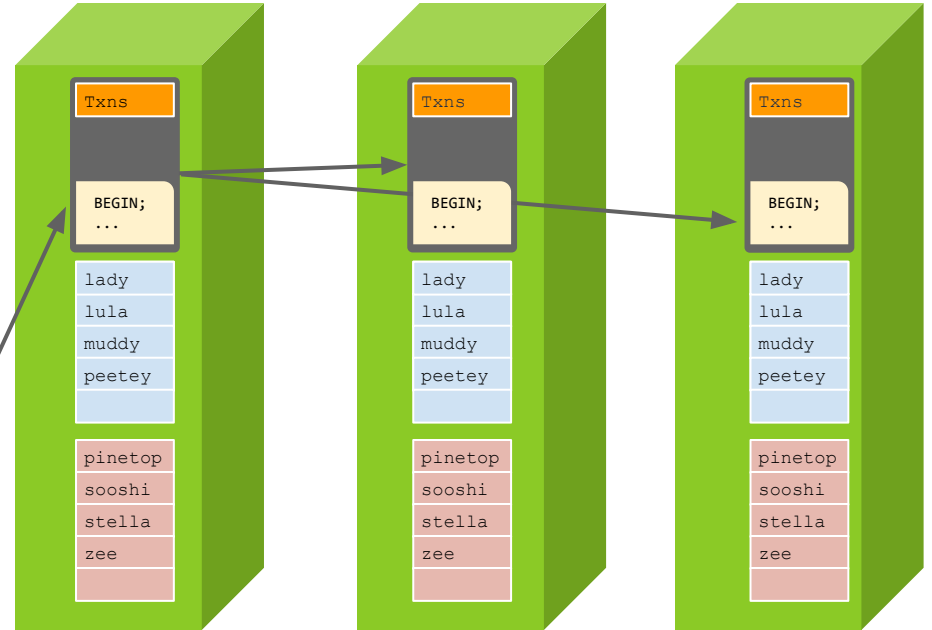 Txns
BEGIN;
...
lady
lula
muddy
peetey
pinetop
sooshi
stella
zee
Txns
BEGIN;
...
lady
lula
muddy
peetey
pinetop
sooshi
stella
zee
Txns
BEGIN;
...
lady
lula
muddy
peetey
pinetop
sooshi
stella
zee